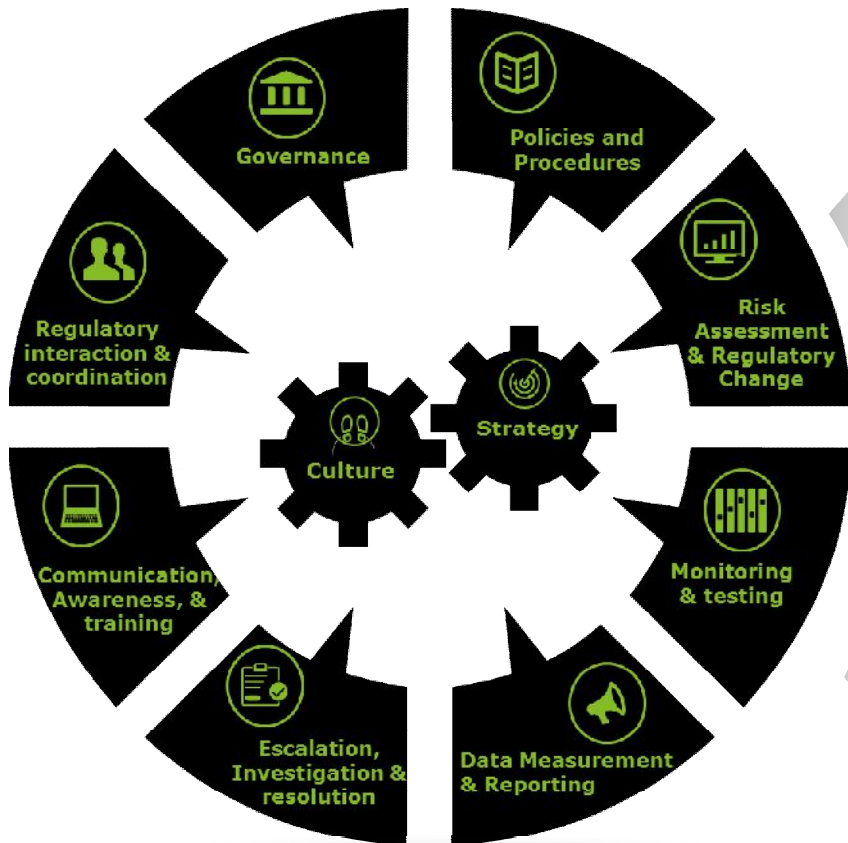 Governance
Policies and
Procedures
Risk
Assessment
& Regulatory
Change
Monitoring
& testing
Data Measurement
& Reporting
Escalation,
Investigation &
resolution
Communication,
Awareness, &
training
Regulatory
interaction &
coordination
Culture
Strategy